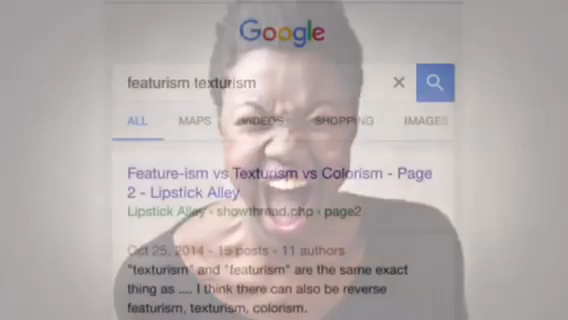 Google
featurism texturism
ALL MAPS VIDEOS SHOPPING IMAGES
Feature-ism vs Texturism vs Colorism - Page
2 - Lipstick Alley
Lipstick Alley › showthread.php › page2
Oct 25, 2014 - 15 posts - 11 authors
"texturism" and "featurism" are the same exact
thing as .... I think there can also be reverse
featurism, texturism, colorism.